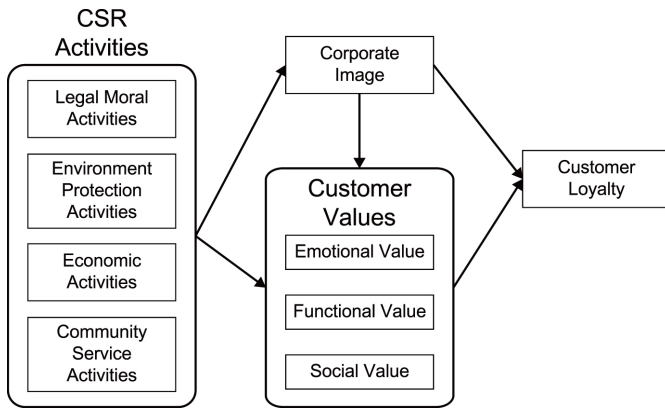 CSR
Activities
Legal Moral
Activities
Environment
Protection
Activities
Economic
Activities
Community
Service
Activities
Corporate
Image
Customer
Values
Emotional Value
Functional Value
Social Value
Customer
Loyalty